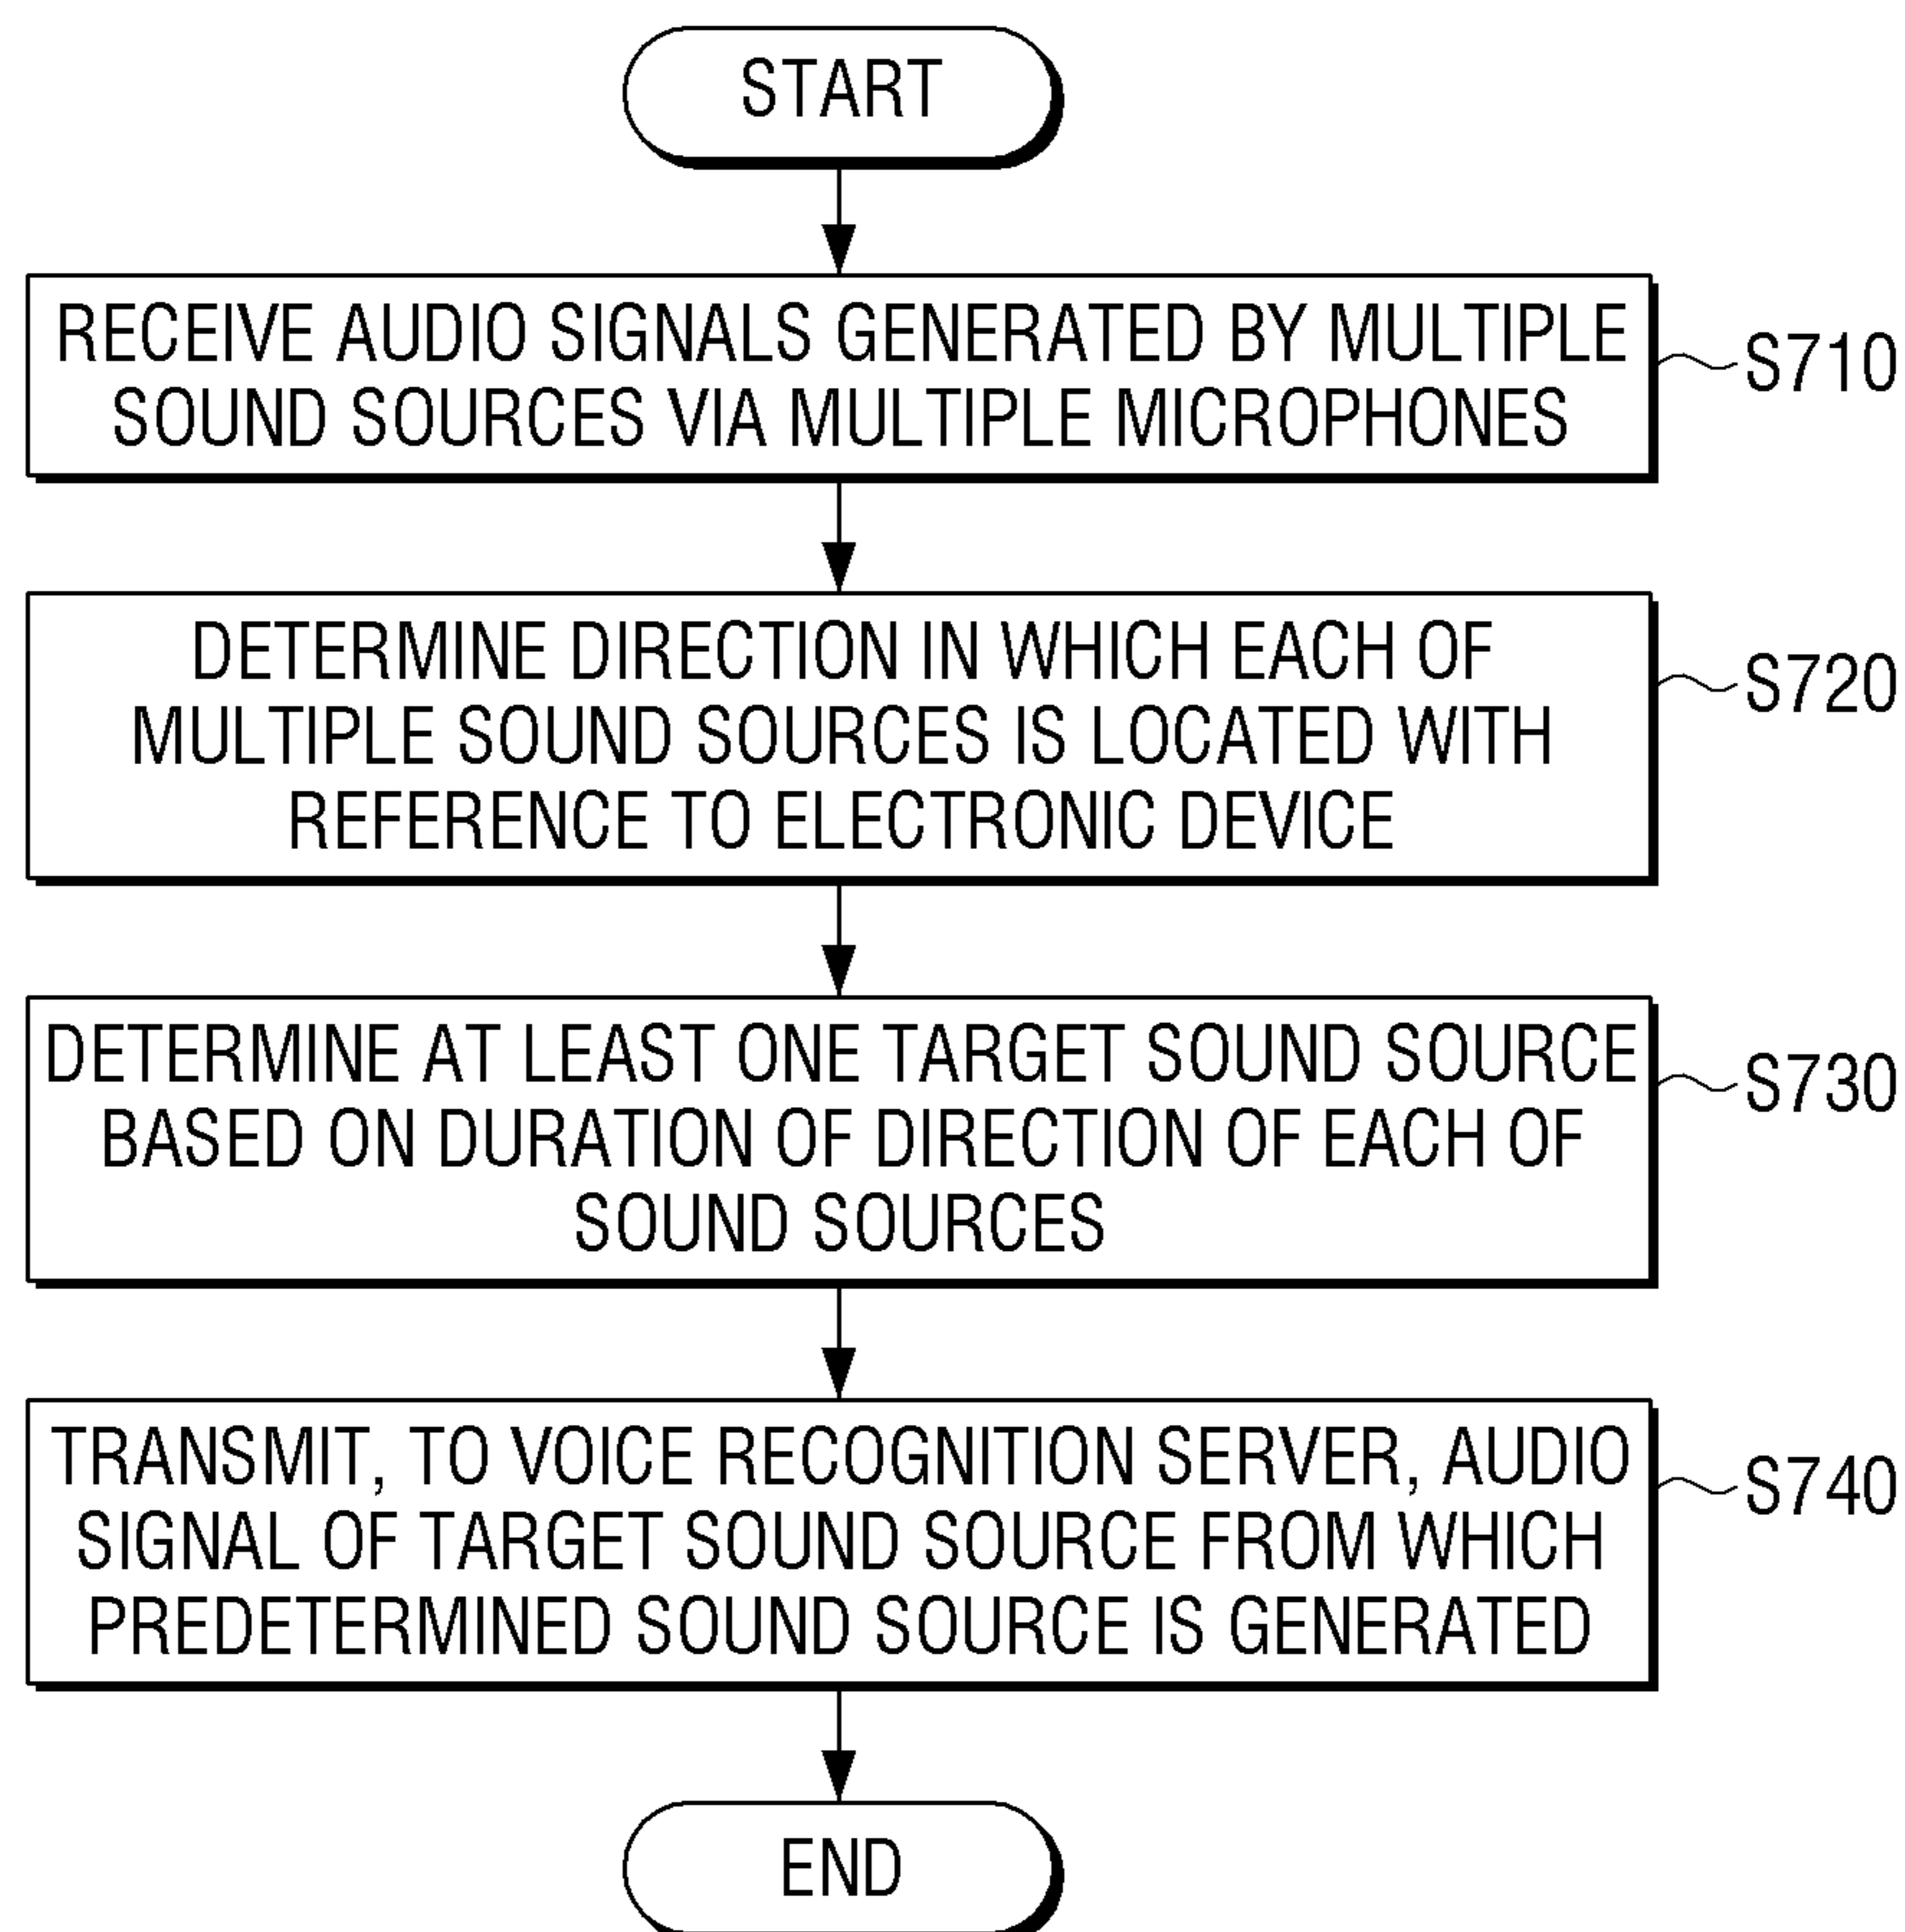 START
RECEIVE AUDIO SIGNALS GENERATED BY MULTIPLE
SOUND SOURCES VIA MULTIPLE MICROPHONES
S710
DETERMINE DIRECTION IN WHICH EACH OF
MULTIPLE SOUND SOURCES IS LOCATED WITH
REFERENCE TO ELECTRONIC DEVICE
S720
DETERMINE AT LEAST ONE TARGET SOUND SOURCE
BASED ON DURATION OF DIRECTION OF EACH OF
SOUND SOURCES
S730
TRANSMIT, TO VOICE RECOGNITION SERVER, AUDIO
SIGNAL OF TARGET SOUND SOURCE FROM WHICH
PREDETERMINED SOUND SOURCE IS GENERATED
S740
END